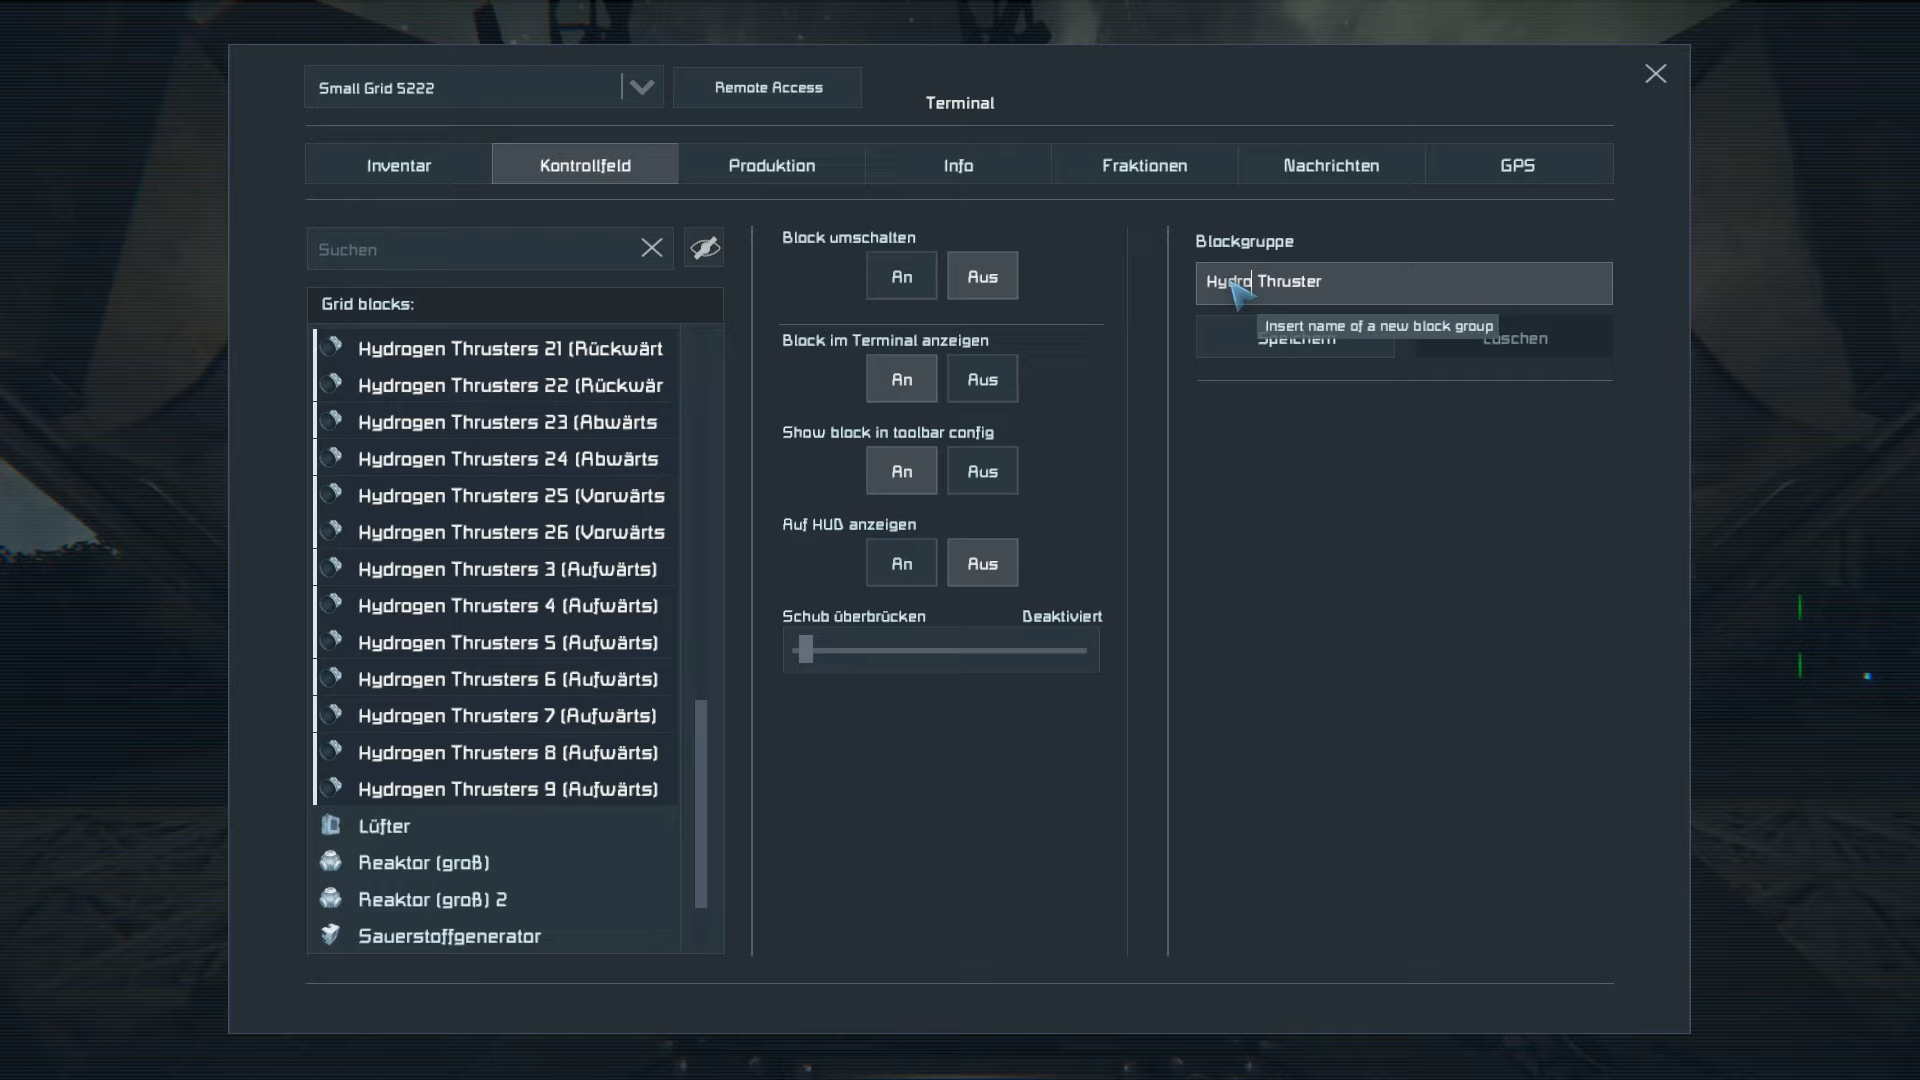 Small Grid 5222
Remote Access
Terminal
Inventar
Kontrollfeld
Produktion
Info
Fraktionen
Nachrichten
GPS
Suchen
Grid blocks:
Hydrogen Thrusters 21 (Rückwärt
Hydrogen Thrusters 22 (Rückwär
Hydrogen Thrusters 23 (Abwärts
Hydrogen Thrusters 24 (Abwärts
Hydrogen Thrusters 25 (Vorwärts
Hydrogen Thrusters 26 (Vorwärts
Hydrogen Thrusters 3 (Aufwärts)
Hydrogen Thrusters 4 (Aufwärts)
Hydrogen Thrusters 5 (Aufwärts)
Hydrogen Thrusters 6 (Aufwärts)
Hydrogen Thrusters 7 (Aufwärts)
Hydrogen Thrusters 8 (Aufwärts)
Hydrogen Thrusters 9 (Aufwärts)
Lüfter
Reaktor (groß)
Reaktor (groß) 2
Sauerstoffgenerator
Block umschalten
An Aus
Block im Terminal anzeigen
An Aus
Show block in toolbar config
An Aus
Auf HUD anzeigen
An Aus
Schub überbrücken Deaktiviert
Blockgruppe
Hydro Thruster
Insert name of a new block group
Speichern Löschen